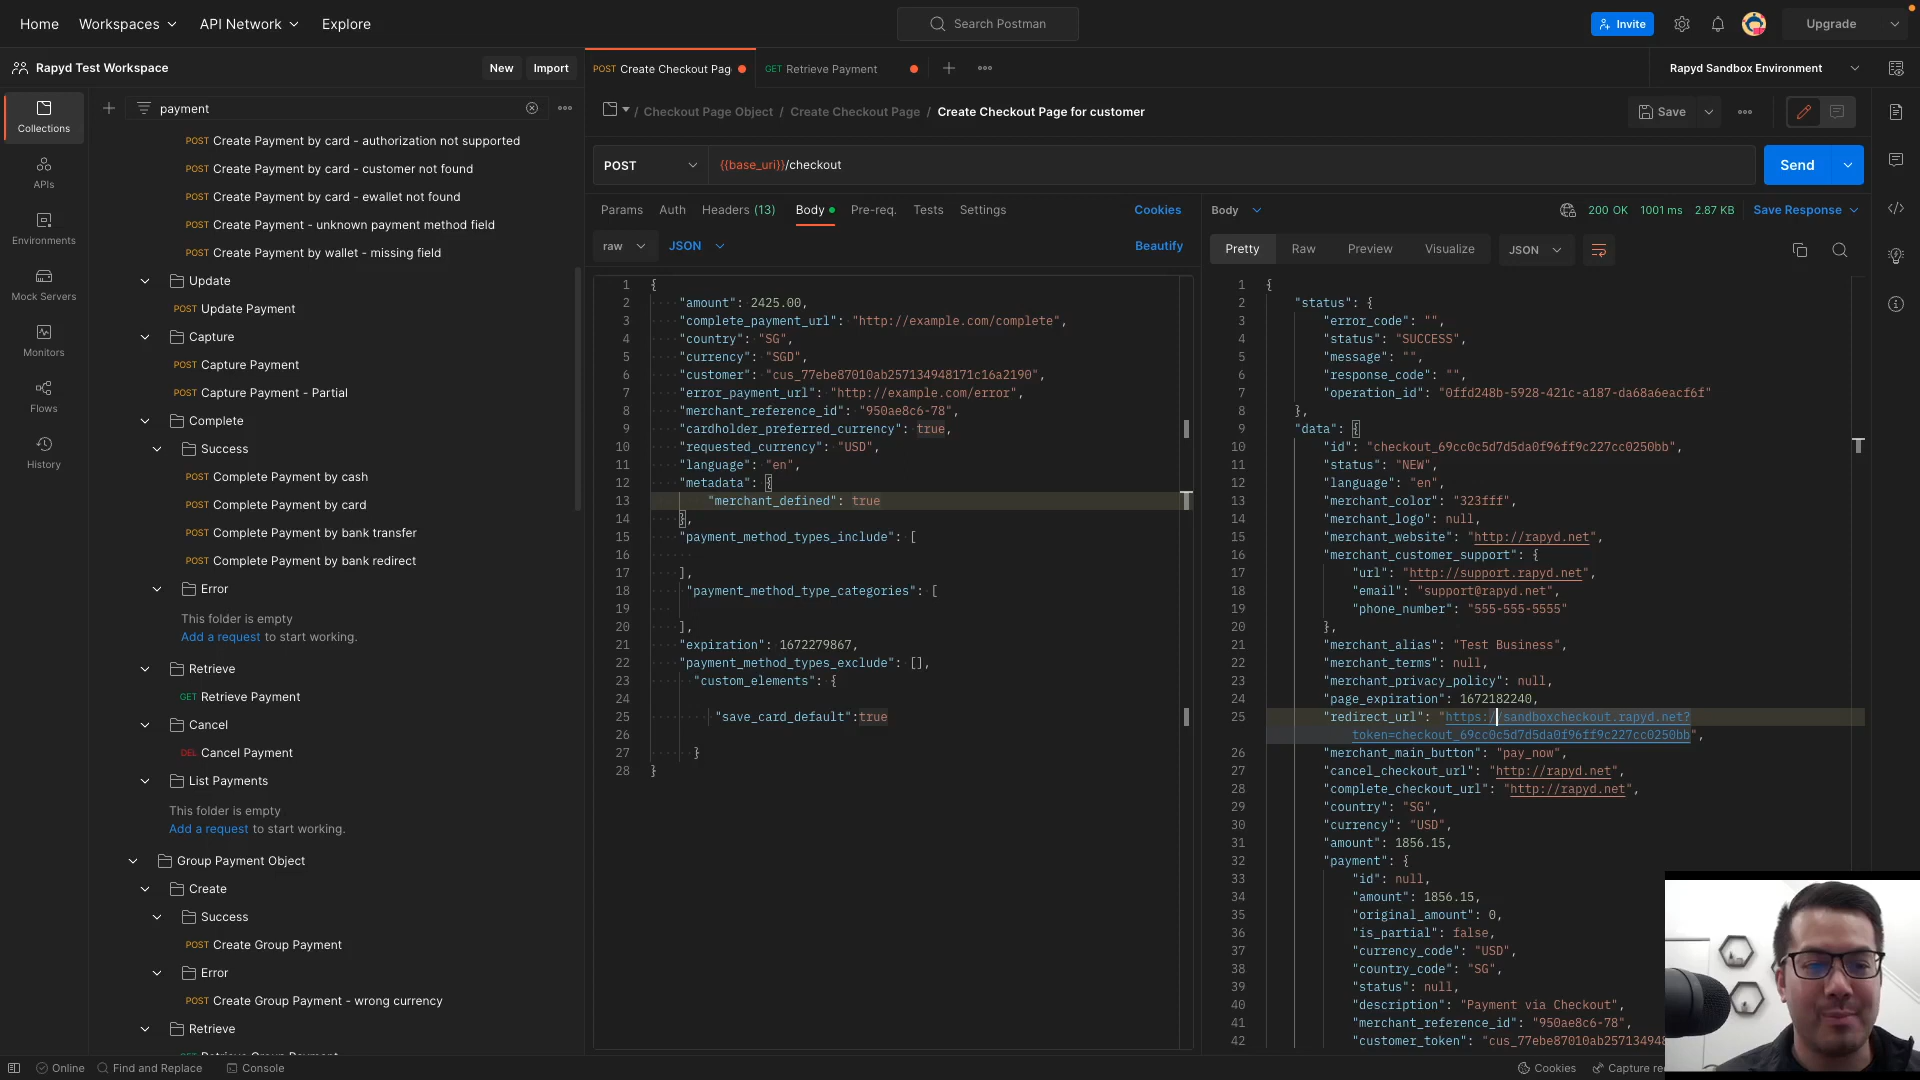 Home Workspaces API Network Explore
Search Postman
Invite
Upgrade
Rapyd Test Workspace
New Import
POST Create Checkout Pag
GET Retrieve Payment
Rapyd Sandbox Environment
Collections
APIs
Environments
Mock Servers
Monitors
Flows
History
payment
POST Create Payment by card - authorization not supported
POST Create Payment by card - customer not found
POST Create Payment by card - ewallet not found
POST Create Payment - unknown payment method field
POST Create Payment by wallet - missing field
Update
POST Update Payment
Capture
POST Capture Payment
POST Capture Payment - Partial
Complete
Success
POST Complete Payment by cash
POST Complete Payment by card
POST Complete Payment by bank transfer
POST Complete Payment by bank redirect
Error
This folder is empty
Add a request to start working.
Retrieve
GET Retrieve Payment
Cancel
DEL Cancel Payment
List Payments
This folder is empty
Add a request to start working.
Group Payment Object
Create
Success
POST Create Group Payment
Error
POST Create Group Payment - wrong currency
Retrieve
/ Checkout Page Object / Create Checkout Page / Create Checkout Page for customer
Save
POST
{{base_uri}}/checkout
Send
Params Auth Headers (13) Body Pre-req. Tests Settings
Cookies
raw JSON
Beautify
1 {
2 "amount": 2425.00,
3 "complete_payment_url": "http://example.com/complete",
4 "country": "SG",
5 "currency": "SGD",
6 "customer": "cus_77ebe87010ab257134948171c16a2190",
7 "error_payment_url": "http://example.com/error",
8 "merchant_reference_id": "950ae8c6-78",
9 "cardholder_preferred_currency": true,
10 "requested_currency": "USD",
11 "language": "en",
12 "metadata": {
13 "merchant_defined": true
14 },
15 "payment_method_types_include": [
16
17 ],
18 "payment_method_type_categories": [
19
20 ],
21 "expiration": 1672279867,
22 "payment_method_types_exclude": [],
23 "custom_elements": {
24
25 "save_card_default":true
26
27 }
28 }
Body
200 OK 1001 ms 2.87 KB Save Response
Pretty Raw Preview Visualize JSON
1 {
2 "status": {
3 "error_code": "",
4 "status": "SUCCESS",
5 "message": "",
6 "response_code": "",
7 "operation_id": "0ffd248b-5928-421c-a187-da68a6eacf6f"
8 },
9 "data": {
10 "id": "checkout_69cc0c5d7d5da0f96ff9c227cc0250bb",
11 "status": "NEW",
12 "language": "en",
13 "merchant_color": "323fff",
14 "merchant_logo": null,
15 "merchant_website": "http://rapyd.net",
16 "merchant_customer_support": {
17 "url": "http://support.rapyd.net",
18 "email": "support@rapyd.net",
19 "phone_number": "555-555-5555"
20 },
21 "merchant_alias": "Test Business",
22 "merchant_terms": null,
23 "merchant_privacy_policy": null,
24 "page_expiration": 1672182240,
25 "redirect_url": "https://sandboxcheckout.rapyd.net?
token=checkout_69cc0c5d7d5da0f96ff9c227cc0250bb",
26 "merchant_main_button": "pay_now",
27 "cancel_checkout_url": "http://rapyd.net",
28 "complete_checkout_url": "http://rapyd.net",
29 "country": "SG",
30 "currency": "USD",
31 "amount": 1856.15,
32 "payment": {
33 "id": null,
34 "amount": 1856.15,
35 "original_amount": 0,
36 "is_partial": false,
37 "currency_code": "USD",
38 "country_code": "SG",
39 "status": null,
40 "description": "Payment via Checkout",
41 "merchant_reference_id": "950ae8c6-78",
42 "customer_token": "cus_77ebe87010ab257134948
Online Find and Replace Console
Cookies Capture re